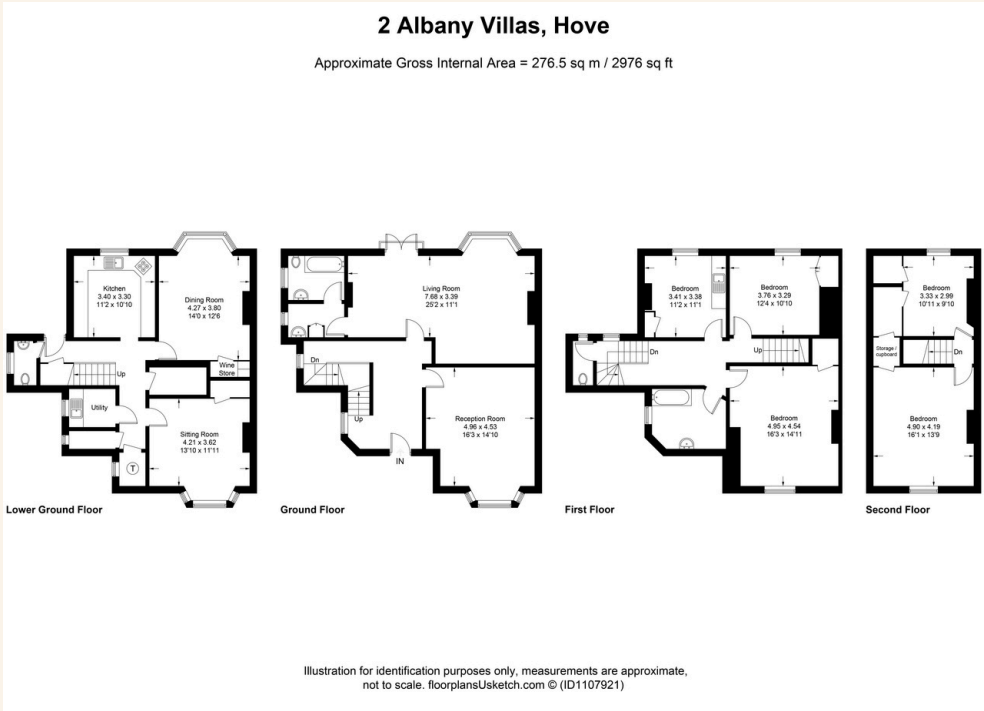 2 Albany Villas, Hove
Approximate Gross Internal Area = 276.5 sq m / 2976 sq ft
Kitchen
3.40 x 3.30
11'2 x 10'10
Dining Room
4.27 x 3.80
14'0 x 12'6
Up
Wine
Store
Utility
Sitting Room
4.21 x 3.62
13'10 x 11'11
T
Lower Ground Floor
Living Room
7.68 x 3.39
25'2 x 11'1
Dn
Up
Reception Room
4.96 x 4.53
16'3 x 14'10
IN
Ground Floor
Bedroom
3.41 x 3.38
11'2 x 11'1
Bedroom
3.76 x 3.29
12'4 x 10'10
Dn
Up
Bedroom
4.95 x 4.54
16'3 x 14'11
First Floor
Bedroom
3.33 x 2.99
10'11 x 9'10
Storage /
cupboard
Dn
Bedroom
4.90 x 4.19
16'1 x 13'9
Second Floor
Illustration for identification purposes only, measurements are approximate,
not to scale. floorplansUsketch.com © (ID1107921)